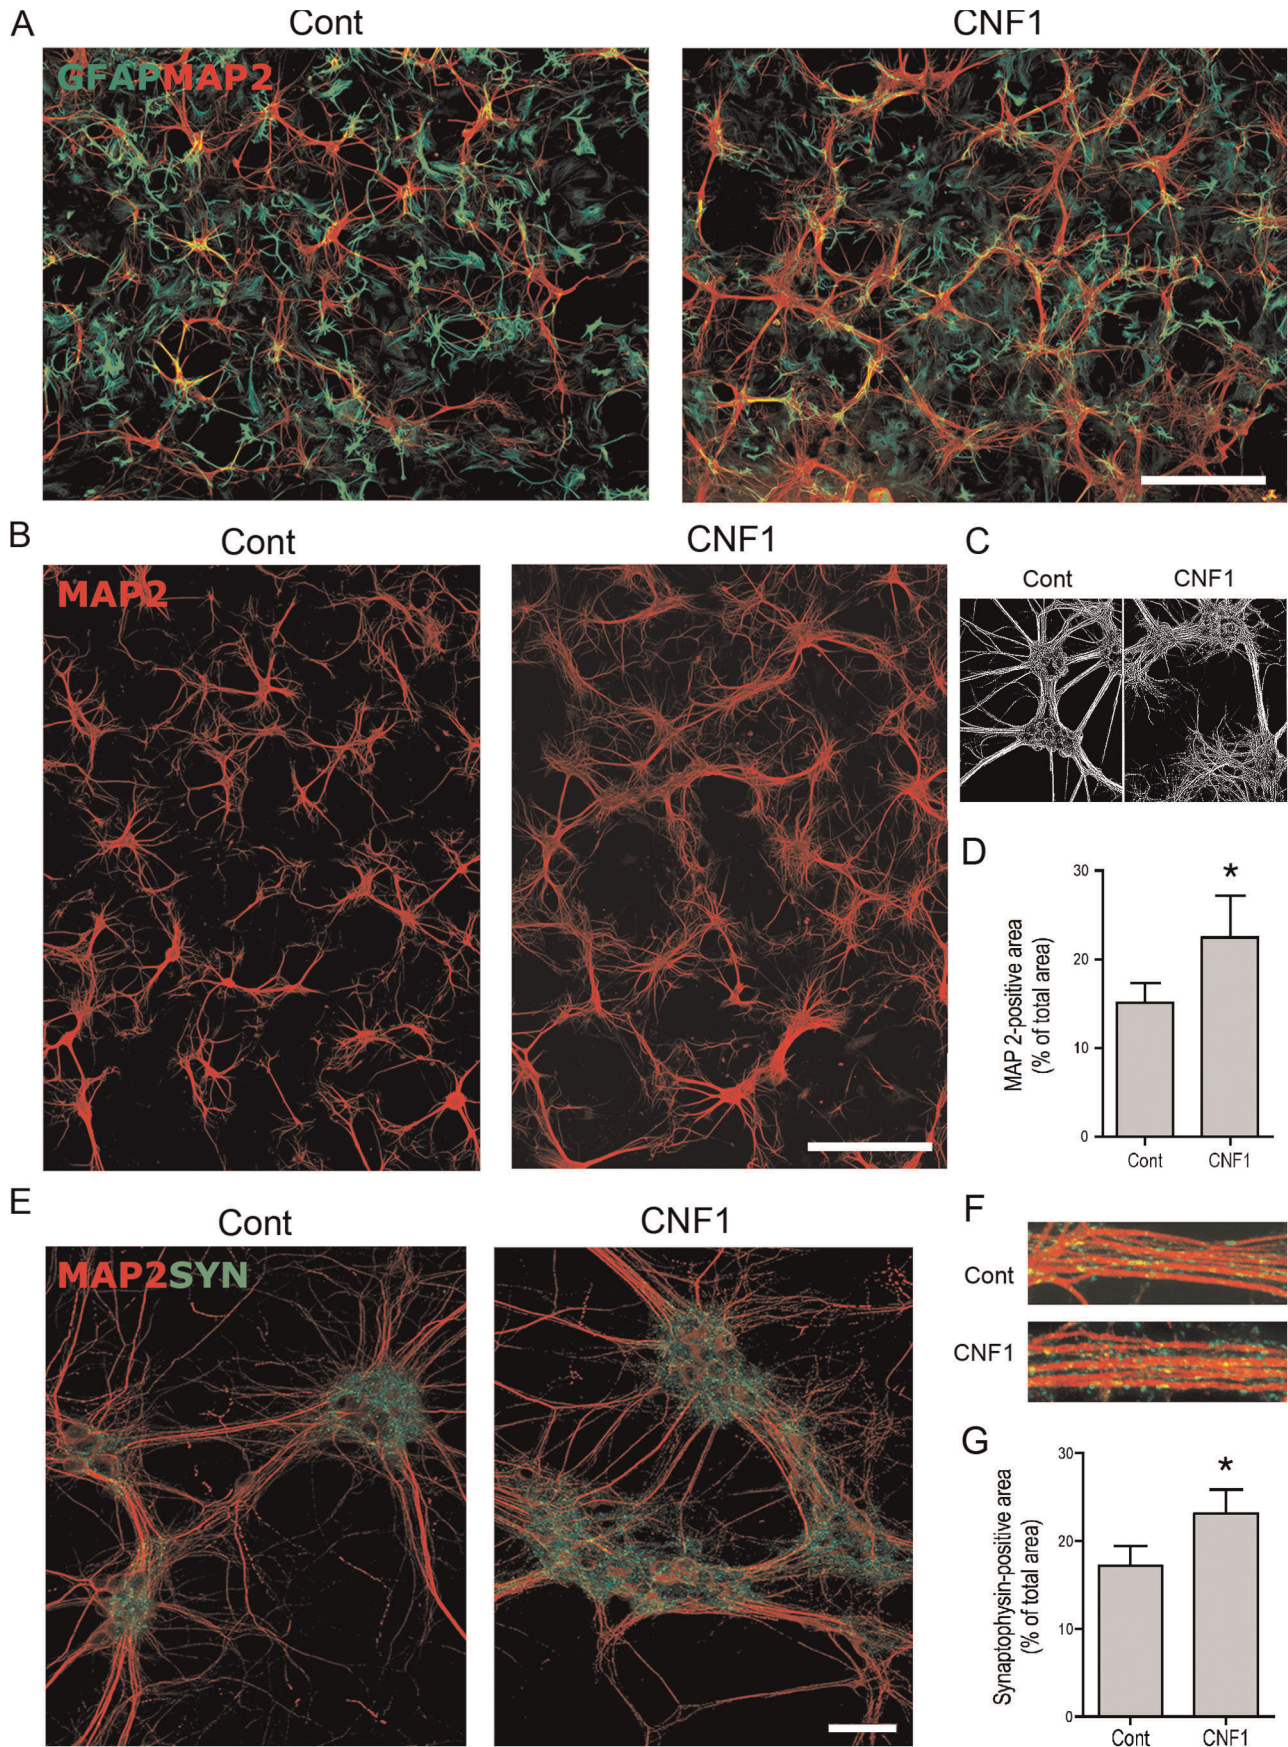 A
Cont
CNF1
GFAPMAP2
B
Cont
CNF1
MAP2
C
Cont
CNF1
D
MAP 2-positive area
(% of total area)
30
20
10
0
*
Cont
CNF1
E
Cont
CNF1
MAP2SYN
F
Cont
CNF1
G
Synaptophysin-positive area
(% of total area)
30
20
10
0
*
Cont
CNF1